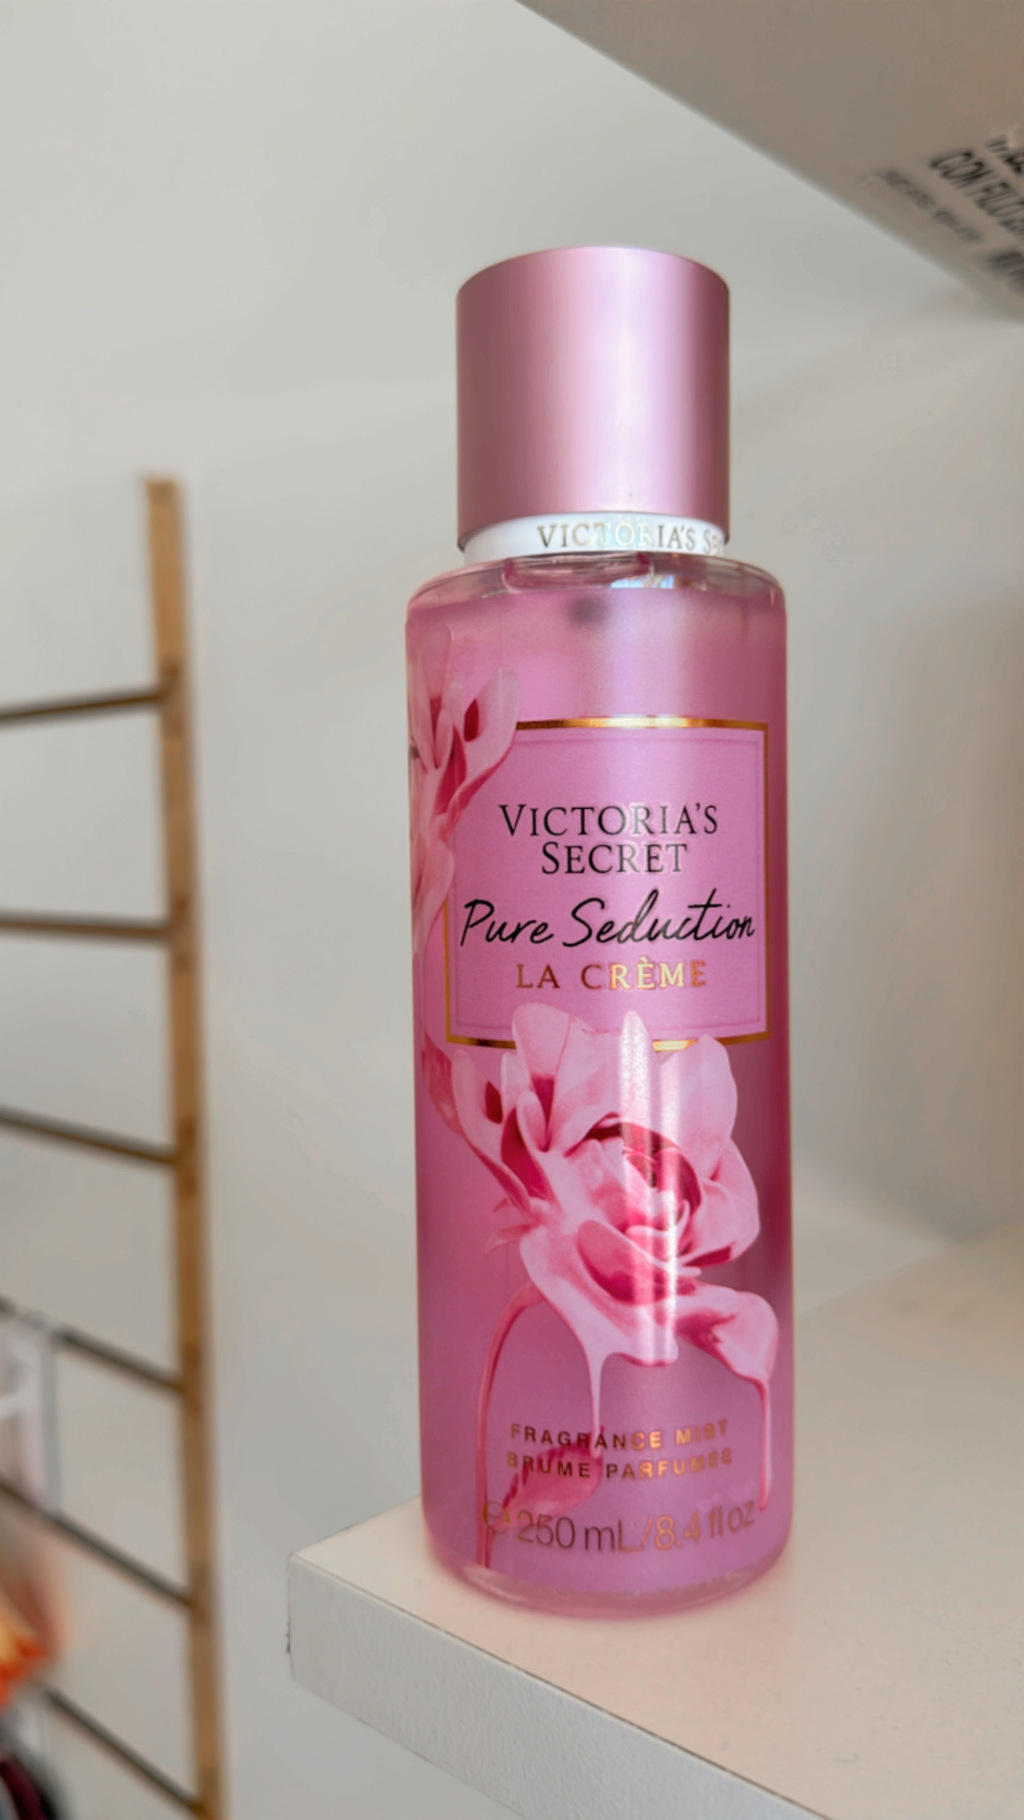 VICTORIA'S S
VICTORIA'S
SECRET
Pure Seduction
LA CRÈME
FRAGRANCE MIST
BRUME PARFUMÉE
℮ 250 mL/8.4 fl oz